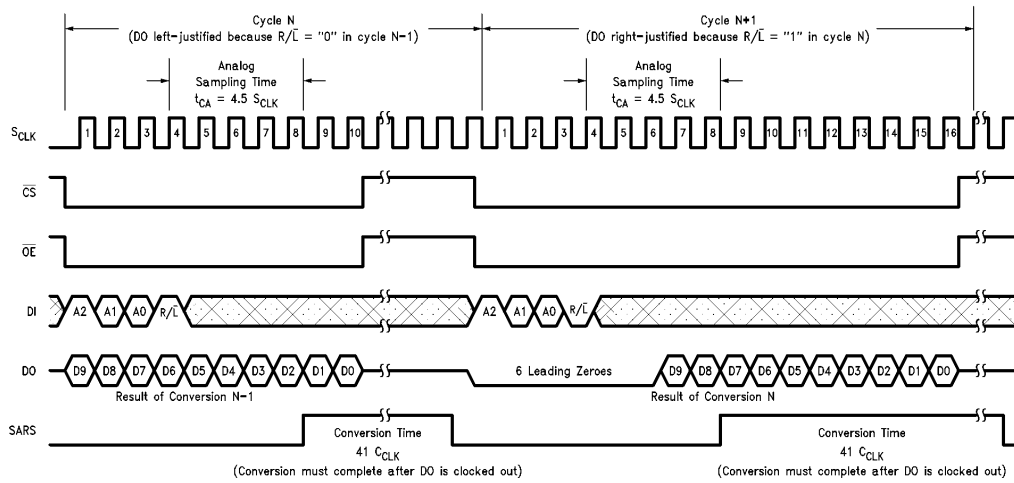 Cycle N
(DO left-justified because R/L̅ = "0" in cycle N-1)
Cycle N+1
(DO right-justified because R/L̅ = "1" in cycle N)
Analog
Sampling Time
tCA = 4.5 SCLK
Analog
Sampling Time
tCA = 4.5 SCLK
SCLK 1 2 3 4 5 6 7 8 9 10 1 2 3 4 5 6 7 8 9 10 11 12 13 14 15 16
C̅S̅
O̅E̅
DI A2 A1 A0 R/L̅ A2 A1 A0 R/L̅
DO D9 D8 D7 D6 D5 D4 D3 D2 D1 D0 6 Leading Zeroes D9 D8 D7 D6 D5 D4 D3 D2 D1 D0
Result of Conversion N-1 Result of Conversion N
SARS
Conversion Time
41 CCLK
(Conversion must complete after DO is clocked out)
Conversion Time
41 CCLK
(Conversion must complete after DO is clocked out)